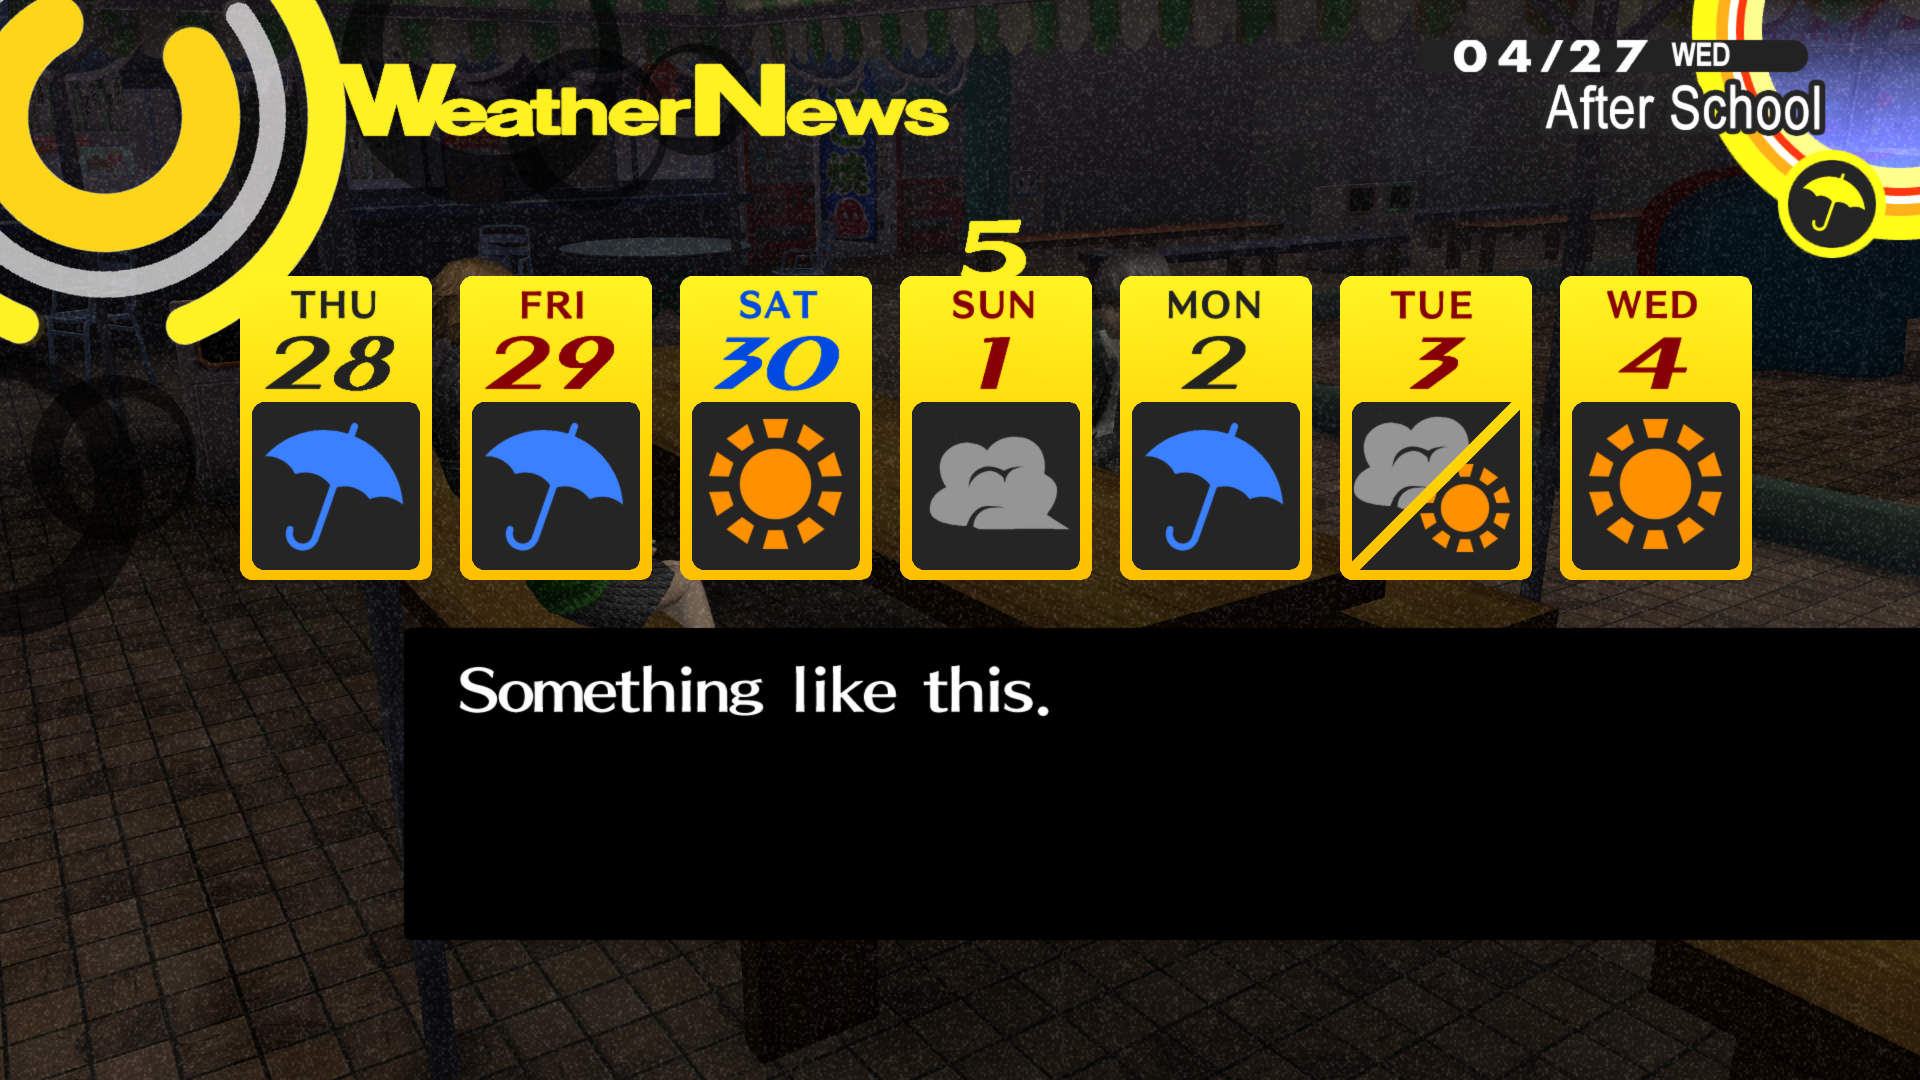 WeatherNews
04/27 WED
After School
5
THU FRI SAT SUN MON TUE WED
28 29 30 1 2 3 4
Something like this.